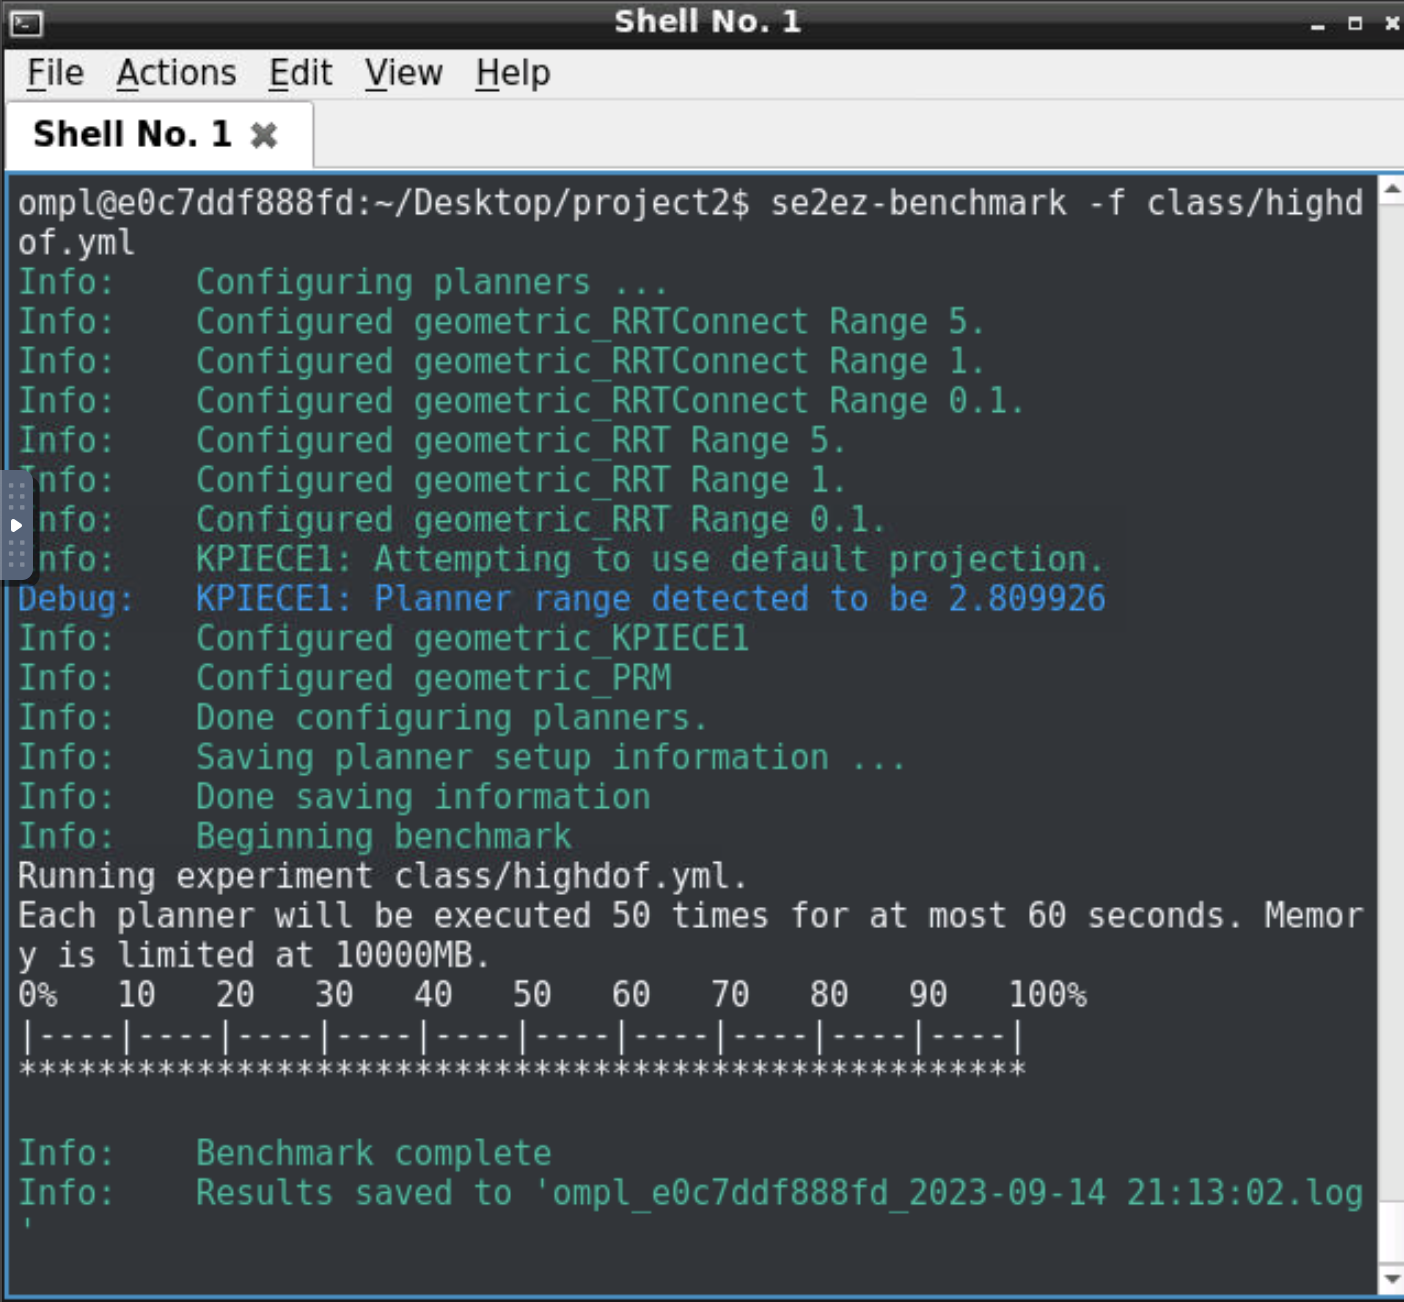 Shell No. 1
File Actions Edit View Help
Shell No. 1
ompl@e0c7ddf888fd:~/Desktop/project2$ se2ez-benchmark -f class/highd
of.yml
Info:    Configuring planners ...
Info:    Configured geometric_RRTConnect Range 5.
Info:    Configured geometric_RRTConnect Range 1.
Info:    Configured geometric_RRTConnect Range 0.1.
Info:    Configured geometric_RRT Range 5.
Info:    Configured geometric_RRT Range 1.
Info:    Configured geometric_RRT Range 0.1.
Info:    KPIECE1: Attempting to use default projection.
Debug:   KPIECE1: Planner range detected to be 2.809926
Info:    Configured geometric_KPIECE1
Info:    Configured geometric_PRM
Info:    Done configuring planners.
Info:    Saving planner setup information ...
Info:    Done saving information
Info:    Beginning benchmark
Running experiment class/highdof.yml.
Each planner will be executed 50 times for at most 60 seconds. Memor
y is limited at 10000MB.
0%   10   20   30   40   50   60   70   80   90   100%
|----|----|----|----|----|----|----|----|----|----|
***************************************************
Info:    Benchmark complete
Info:    Results saved to 'ompl_e0c7ddf888fd_2023-09-14 21:13:02.log
'